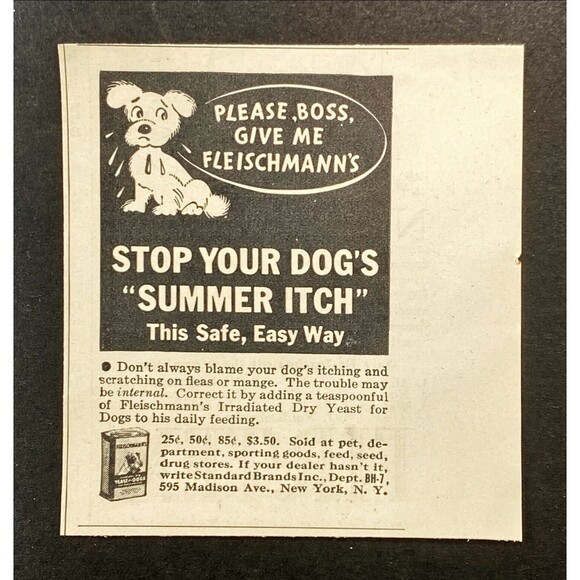 PLEASE, BOSS,
GIVE ME
FLEISCHMANN'S
STOP YOUR DOG'S
"SUMMER ITCH"
This Safe, Easy Way
● Don't always blame your dog's itching and
scratching on fleas or mange. The trouble may
be internal. Correct it by adding a teaspoonful
of Fleischmann's Irradiated Dry Yeast for
Dogs to his daily feeding.
25¢, 50¢, 85¢, $3.50. Sold at pet, de-
partment, sporting goods, feed, seed,
drug stores. If your dealer hasn't it,
write Standard Brands Inc., Dept. BH-7,
595 Madison Ave., New York, N. Y.
YEAST for DOGS